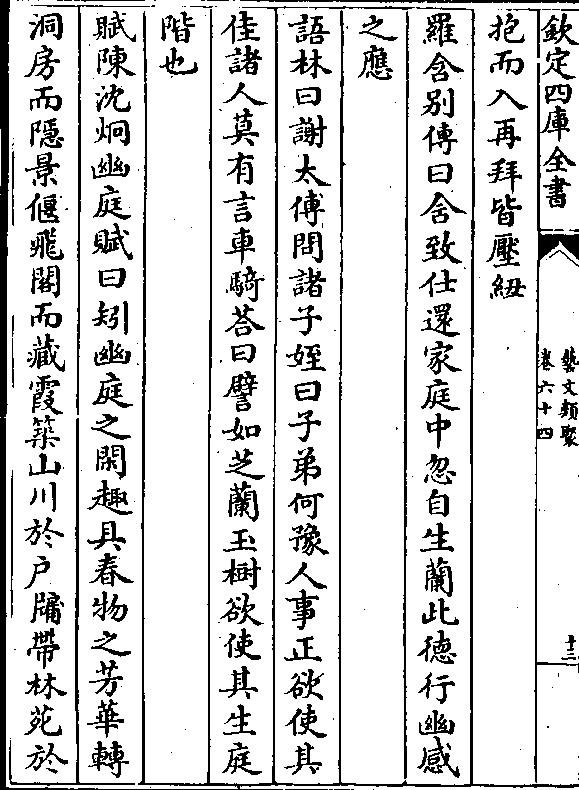 欽定四庫全書
藝文類聚
卷六十四
十三
抱而入再拜皆壓紐
羅含别傳曰含致仕還家庭中忽自生蘭此德行幽感
之應
語林曰謝太傅問諸子姪曰子弟何豫人事正欲使其
佳諸人莫有言車騎荅曰譬如芝蘭玉樹欲使其生庭
階也
賦陳沈炯幽庭賦曰矧幽庭之閑趣具春物之芳華轉
洞房而隱景偃飛閣而藏霞築山川於户牖帶林苑於